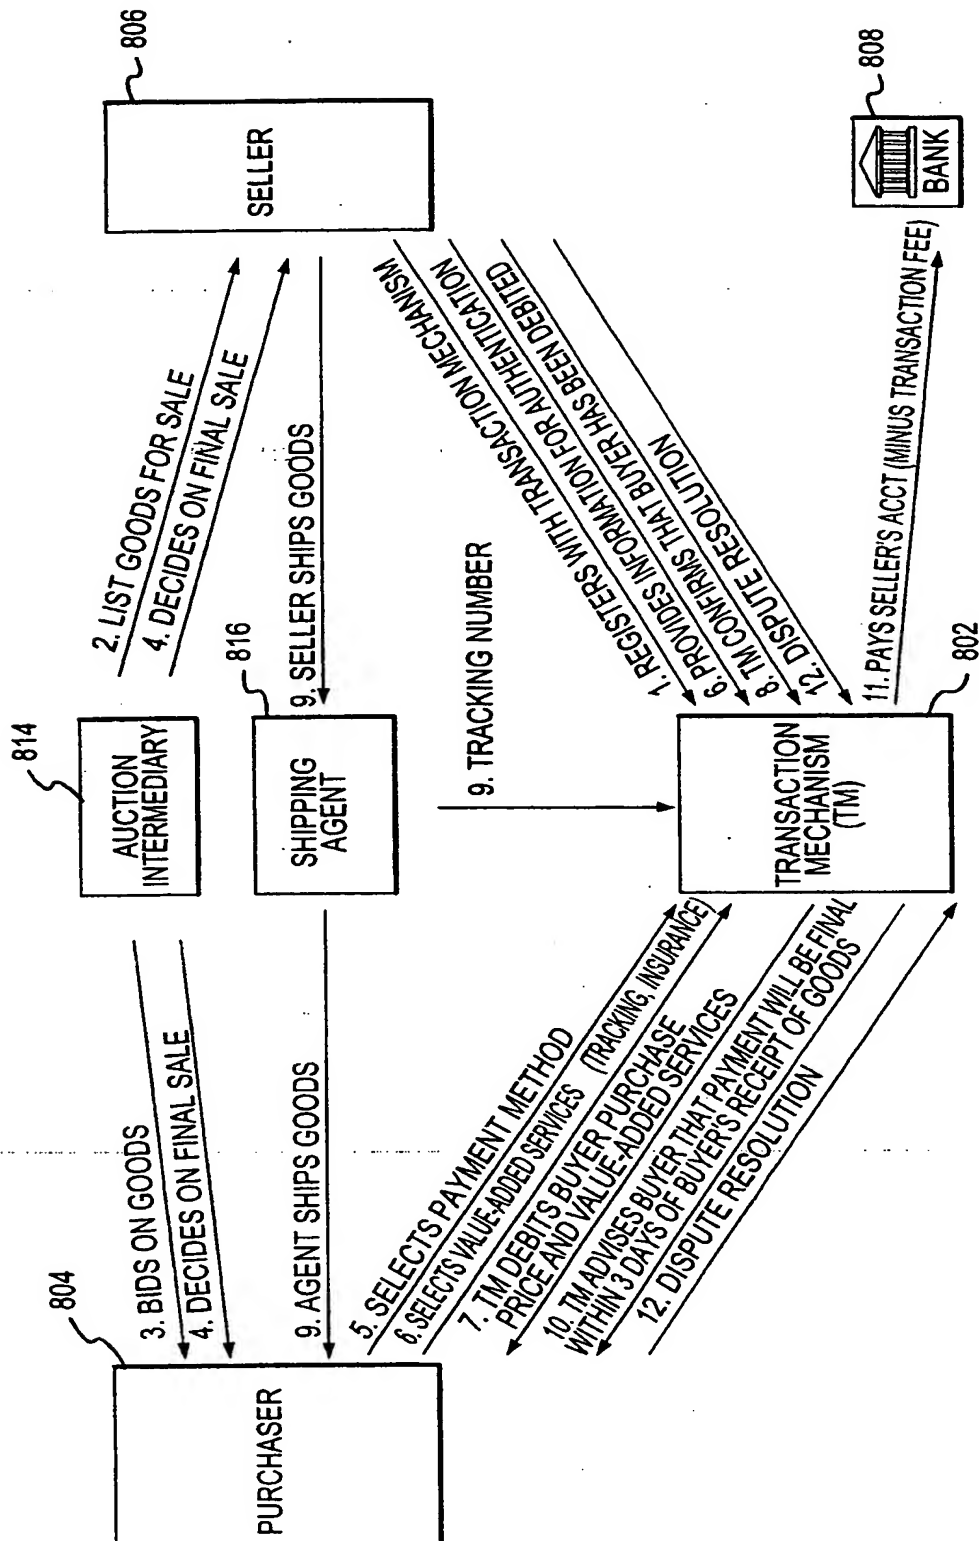 804
PURCHASER
3. BIDS ON GOODS
4. DECIDES ON FINAL SALE
814
AUCTION
INTERMEDIARY
2. LIST GOODS FOR SALE
4. DECIDES ON FINAL SALE
806
SELLER
9. AGENT SHIPS GOODS
816
SHIPPING
AGENT
9. SELLER SHIPS GOODS
9. TRACKING NUMBER
5. SELECTS PAYMENT METHOD
6. SELECTS VALUE-ADDED SERVICES (TRACKING, INSURANCE)
7. TM DEBITS BUYER PURCHASE
PRICE AND VALUE-ADDED SERVICES
10. TM ADVISES BUYER THAT PAYMENT WILL BE FINAL
WITHIN 3 DAYS OF BUYER'S RECEIPT OF GOODS
12. DISPUTE RESOLUTION
1. REGISTERS WITH TRANSACTION MECHANISM
6. PROVIDES INFORMATION FOR AUTHENTICATION
8. TM CONFIRMS THAT BUYER HAS BEEN DEBITED
12. DISPUTE RESOLUTION
TRANSACTION
MECHANISM
(TM)
802
11. PAYS SELLER'S ACCT (MINUS TRANSACTION FEE)
808
BANK